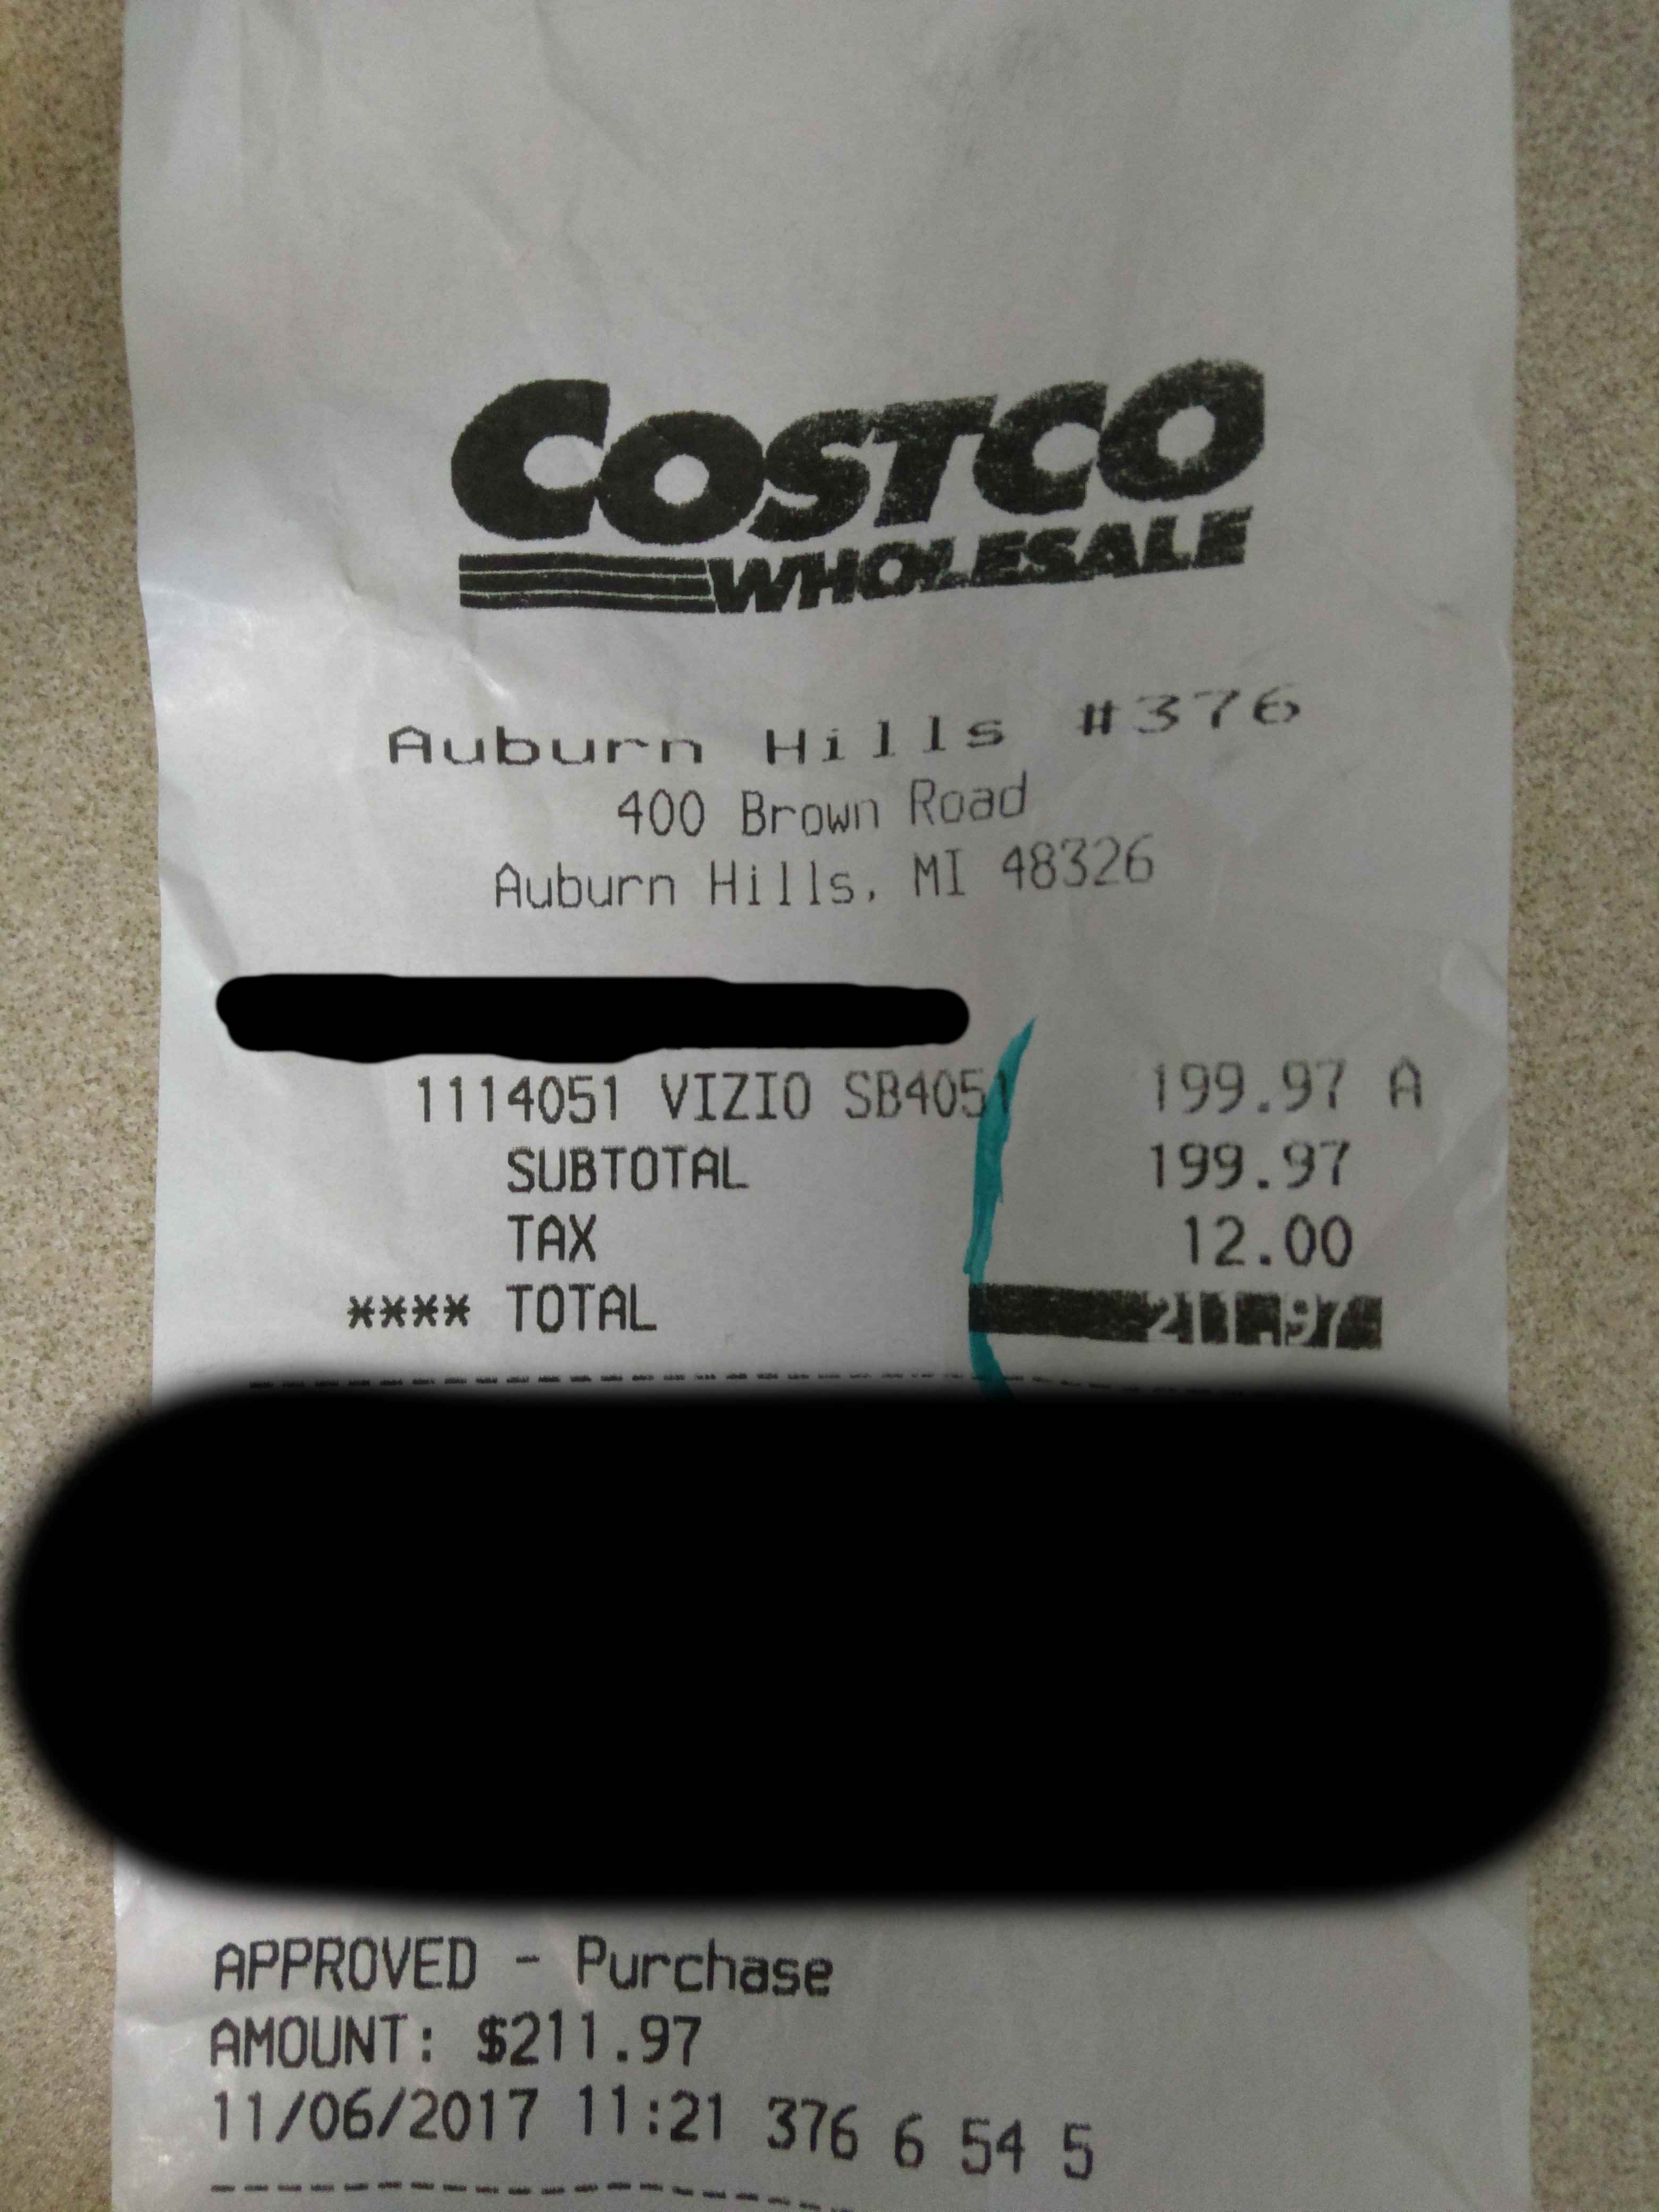 COSTCO
WHOLESALE
Auburn Hills #376
400 Brown Road
Auburn Hills, MI 48326
1114051 VIZIO SB4051 199.97 A
SUBTOTAL 199.97
TAX 12.00
**** TOTAL 211.97
APPROVED - Purchase
AMOUNT: $211.97
11/06/2017 11:21 376 6 54 5